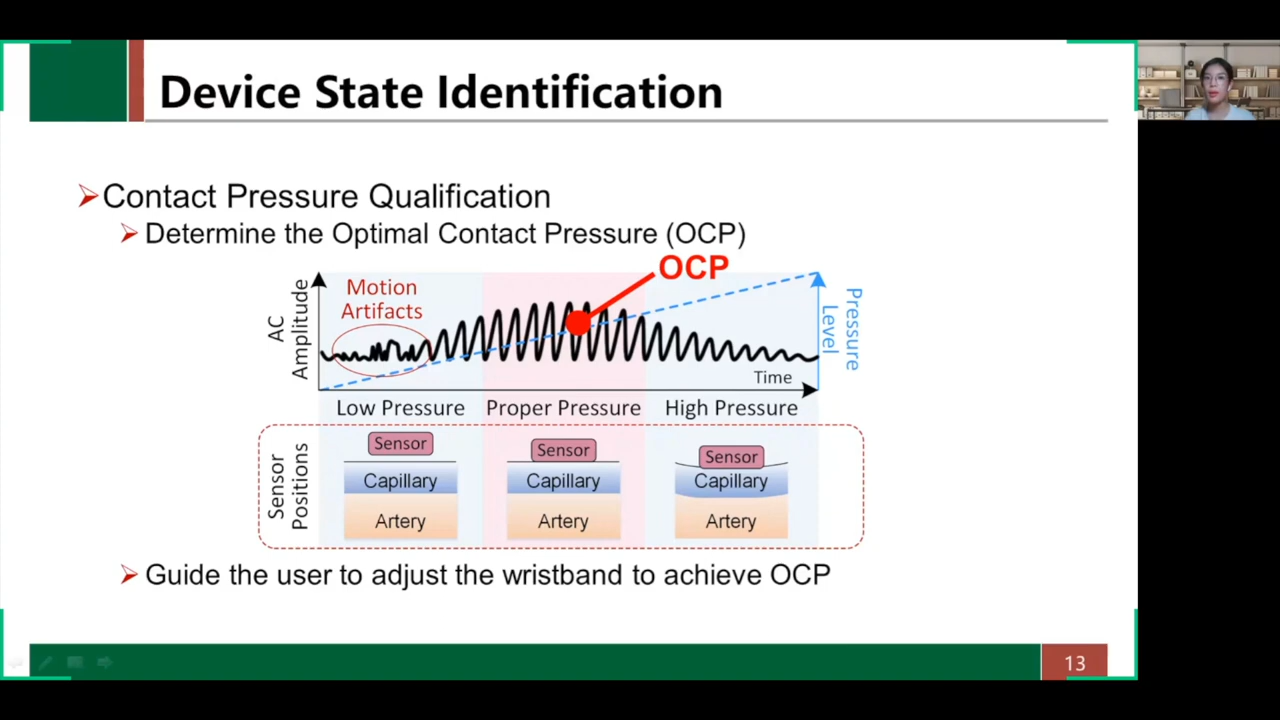 Device State Identification
Contact Pressure Qualification
Determine the Optimal Contact Pressure (OCP)
OCP
Motion
Artifacts
AC
Amplitude
Pressure
Level
Time
Low Pressure
Proper Pressure
High Pressure
Sensor
Positions
Sensor
Capillary
Artery
Sensor
Capillary
Artery
Sensor
Capillary
Artery
Guide the user to adjust the wristband to achieve OCP
13